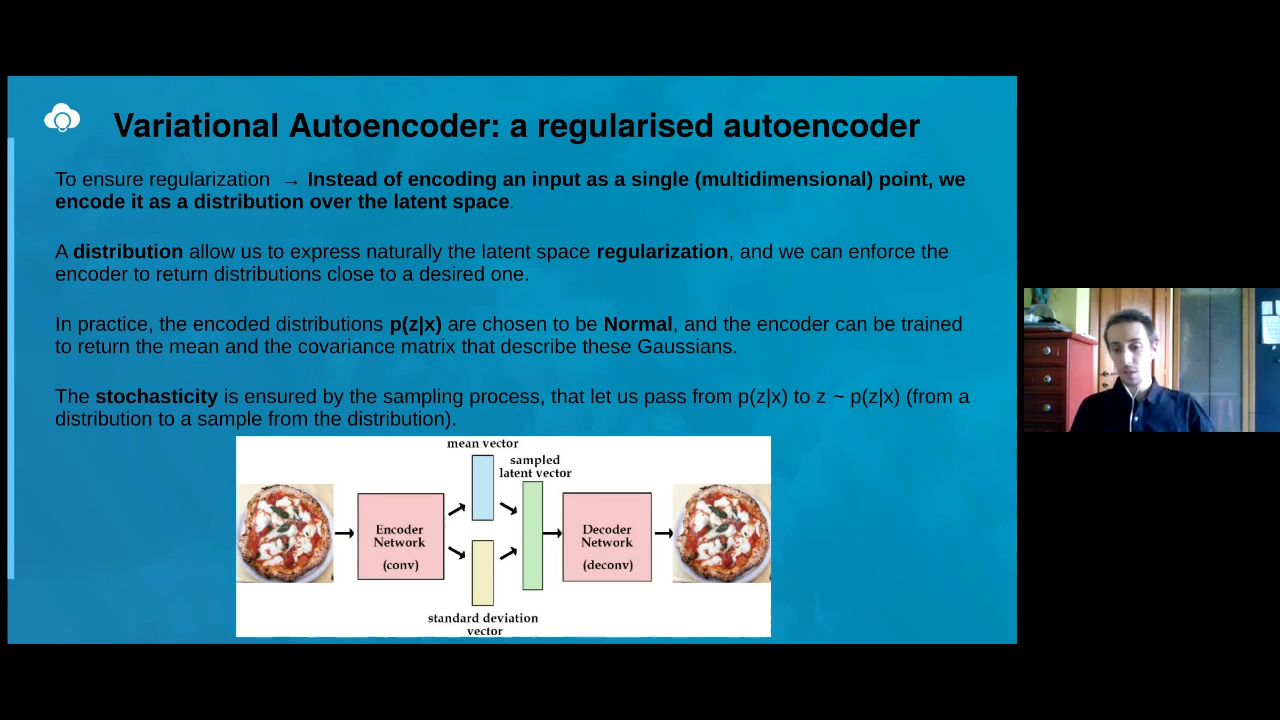 Variational Autoencoder: a regularised autoencoder
To ensure regularization → Instead of encoding an input as a single (multidimensional) point, we
encode it as a distribution over the latent space.
A distribution allow us to express naturally the latent space regularization, and we can enforce the
encoder to return distributions close to a desired one.
In practice, the encoded distributions p(z|x) are chosen to be Normal, and the encoder can be trained
to return the mean and the covariance matrix that describe these Gaussians.
The stochasticity is ensured by the sampling process, that let us pass from p(z|x) to z ~ p(z|x) (from a
distribution to a sample from the distribution).
mean vector
sampled
latent vector
Encoder
Network
(conv)
Decoder
Network
(deconv)
standard deviation
vector